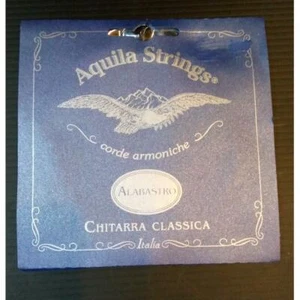 Aquila Strings®
corde armoniche
ALABASTRO
CHITARRA CLASSICA
Italia